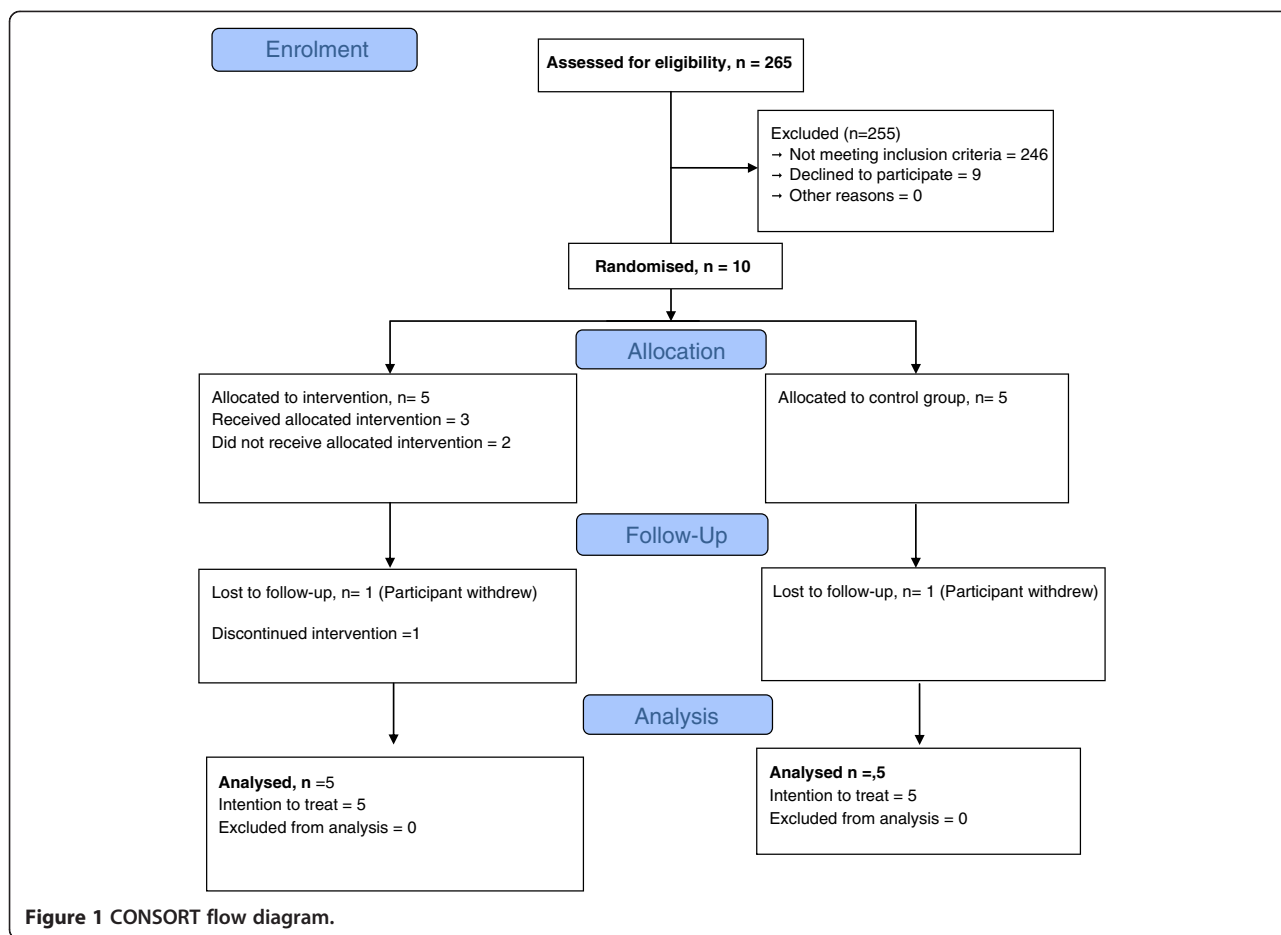 Enrolment
Assessed for eligibility, n = 265
Excluded (n=255)
→ Not meeting inclusion criteria = 246
→ Declined to participate = 9
→ Other reasons = 0
Randomised, n = 10
Allocation
Allocated to intervention, n= 5
Received allocated intervention = 3
Did not receive allocated intervention = 2
Allocated to control group, n= 5
Follow-Up
Lost to follow-up, n= 1 (Participant withdrew)
Discontinued intervention =1
Lost to follow-up, n= 1 (Participant withdrew)
Analysis
Analysed, n =5
Intention to treat = 5
Excluded from analysis = 0
Analysed n =,5
Intention to treat = 5
Excluded from analysis = 0
Figure 1 CONSORT flow diagram.